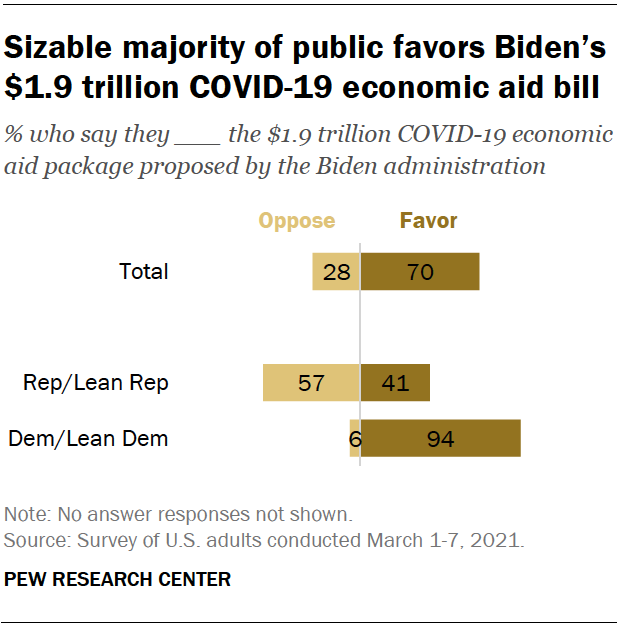 Sizable majority of public favors Biden’s
$1.9 trillion COVID-19 economic aid bill
% who say they ____ the $1.9 trillion COVID-19 economic
aid package proposed by the Biden administration
Oppose Favor
Total 28 70
Rep/Lean Rep 57 41
Dem/Lean Dem 6 94
Note: No answer responses not shown.
Source: Survey of U.S. adults conducted March 1-7, 2021.
PEW RESEARCH CENTER